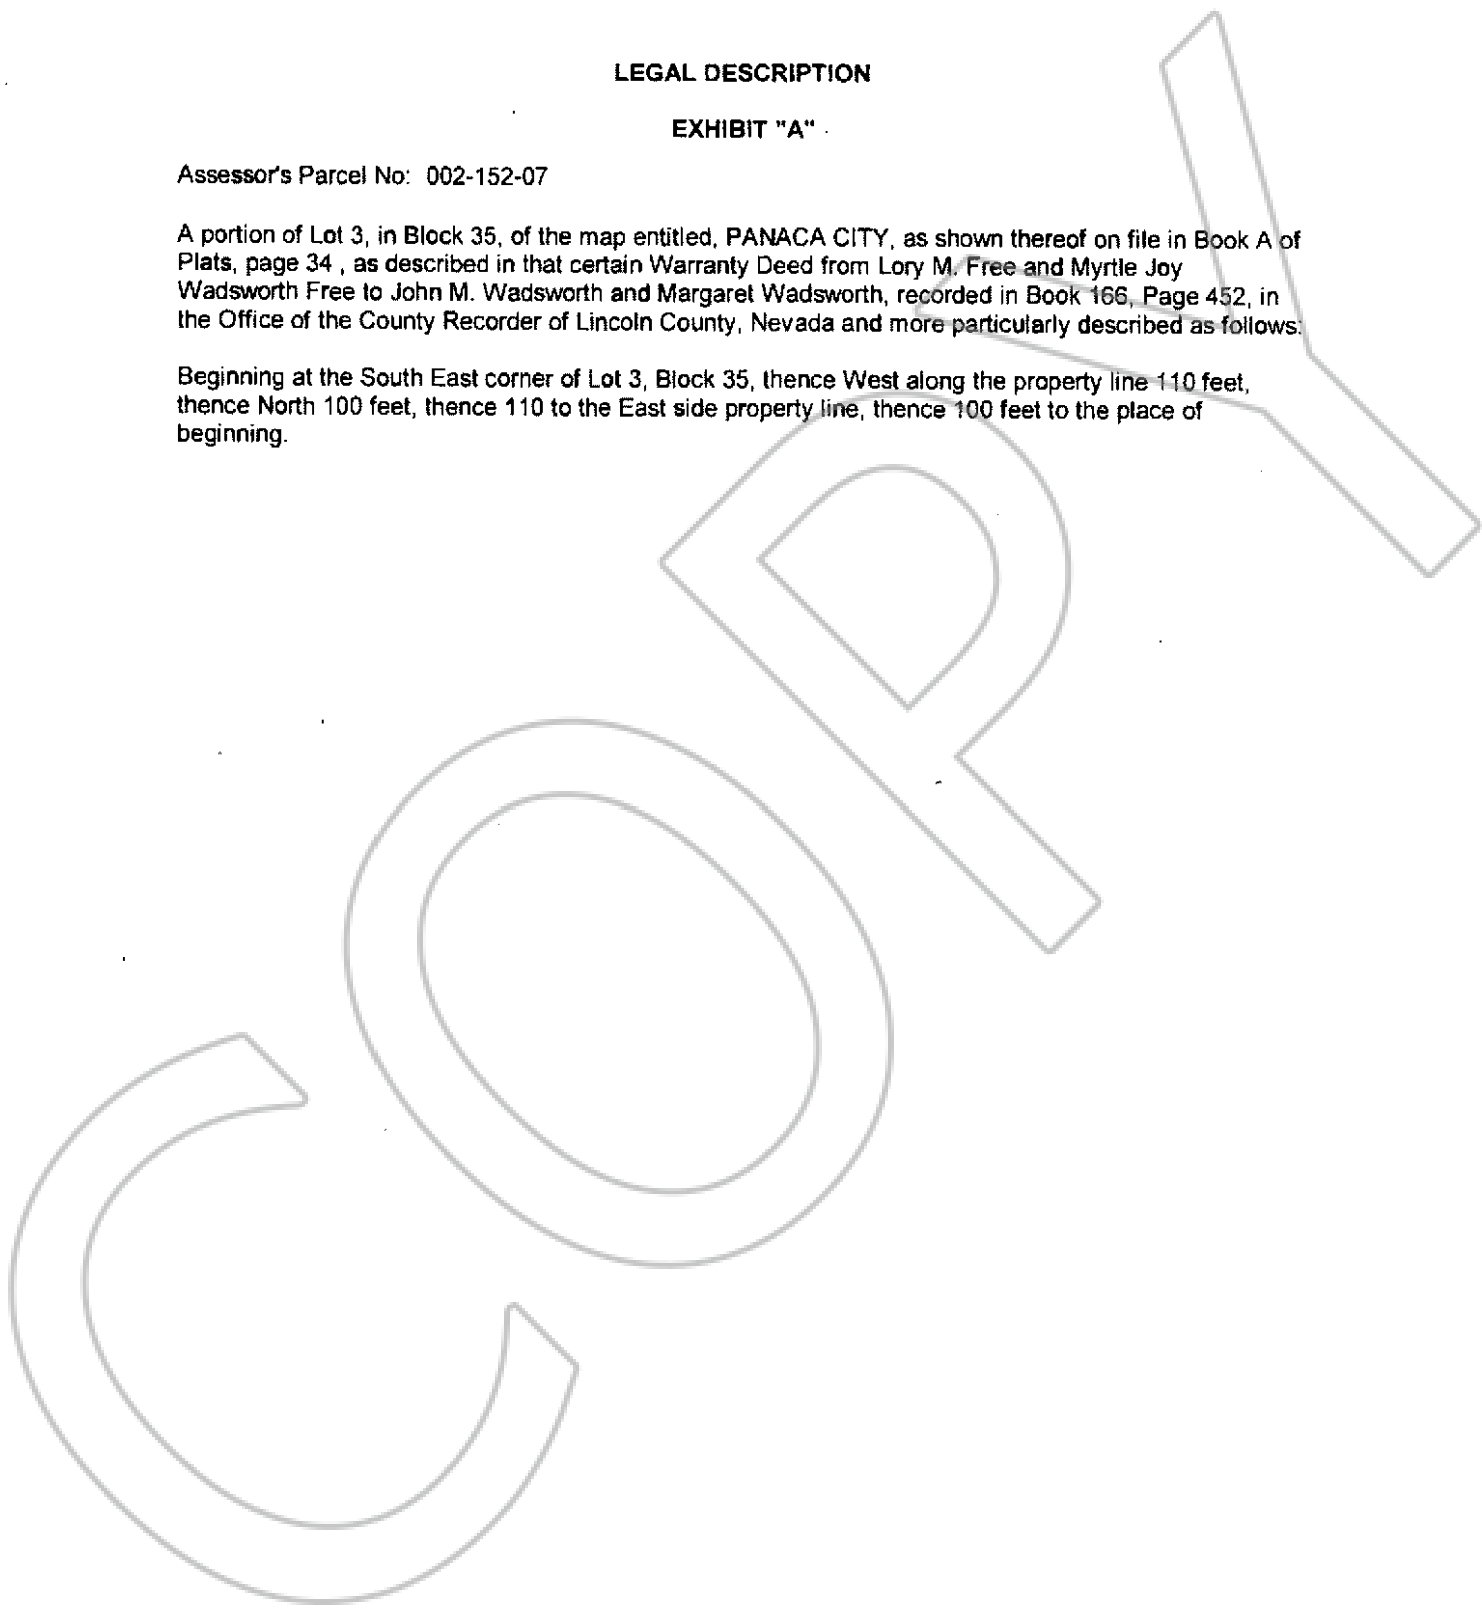 LEGAL DESCRIPTION
EXHIBIT "A"
Assessor's Parcel No: 002-152-07
A portion of Lot 3, in Block 35, of the map entitled, PANACA CITY, as shown thereof on file in Book A of
Plats, page 34 , as described in that certain Warranty Deed from Lory M. Free and Myrtle Joy
Wadsworth Free to John M. Wadsworth and Margaret Wadsworth, recorded in Book 166, Page 452, in
the Office of the County Recorder of Lincoln County, Nevada and more particularly described as follows:
Beginning at the South East corner of Lot 3, Block 35, thence West along the property line 110 feet,
thence North 100 feet, thence 110 to the East side property line, thence 100 feet to the place of
beginning.
COPY